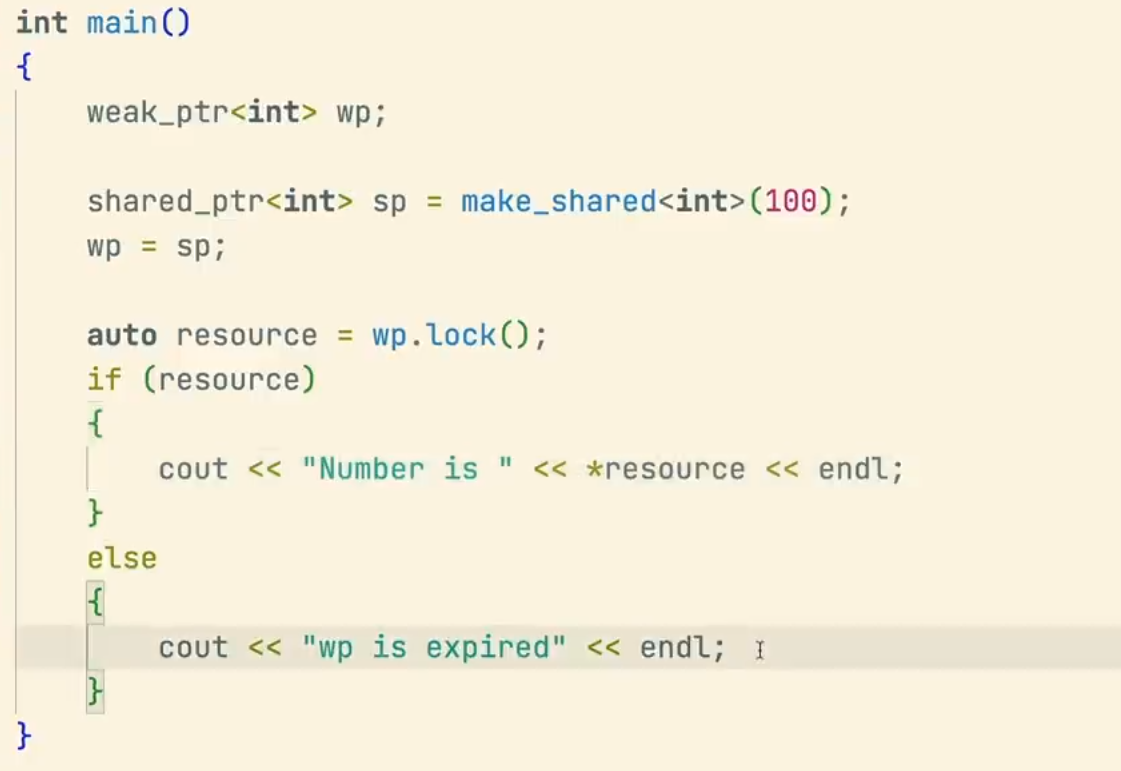 int main()
{
weak_ptr<int> wp;
shared_ptr<int> sp = make_shared<int>(100);
wp = sp;
auto resource = wp.lock();
if (resource)
{
cout << "Number is " << *resource << endl;
}
else
{
cout << "wp is expired" << endl;
}
}